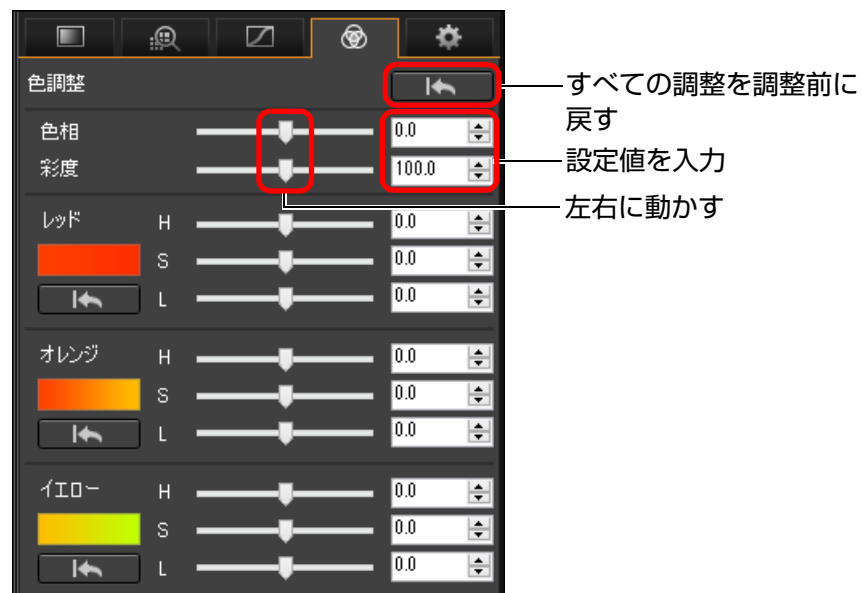 色調整
すべての調整を調整前に
戻す
色相 0.0
彩度 100.0
設定値を入力
左右に動かす
レッド H 0.0
S 0.0
L 0.0
オレンジ H 0.0
S 0.0
L 0.0
イエロー H 0.0
S 0.0
L 0.0